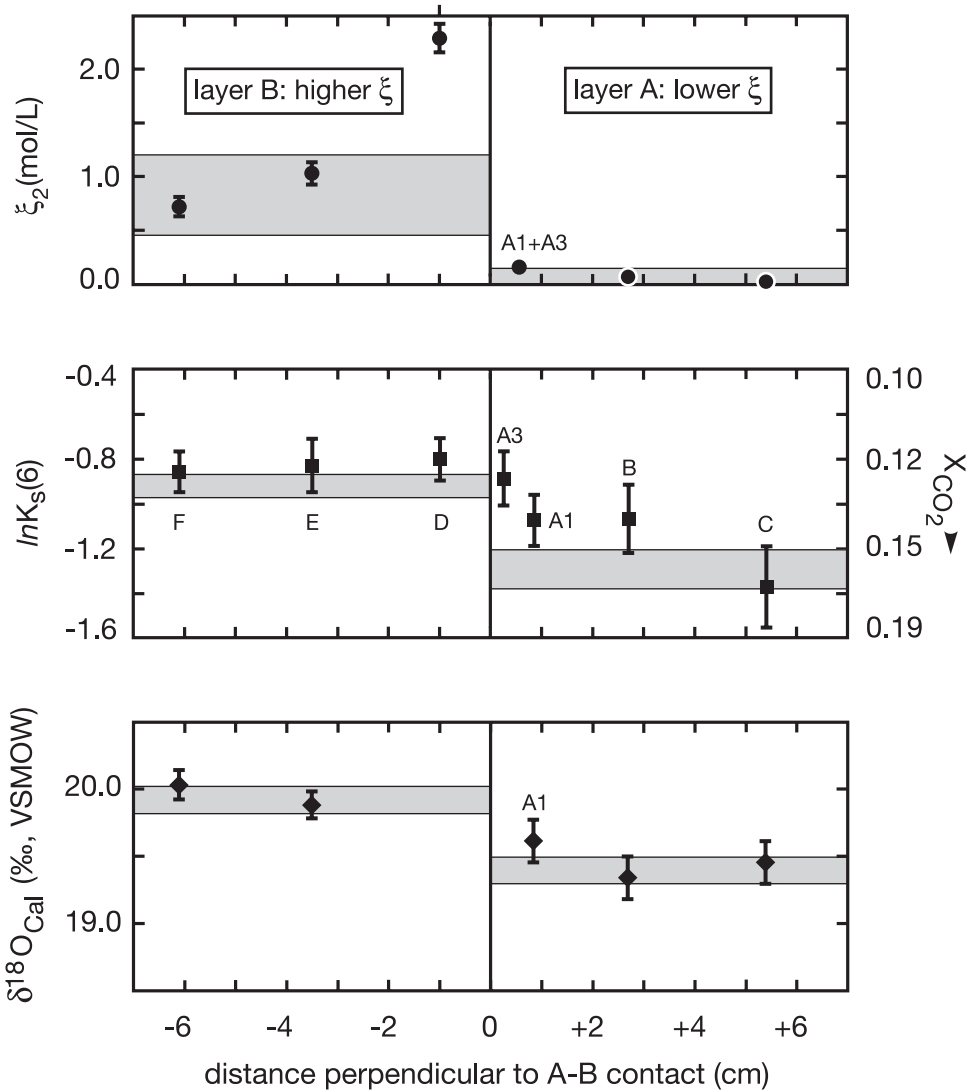 2.0
1.0
0.0
ξ2(mol/L)
layer B: higher ξ
layer A: lower ξ
A1+A3
-0.4
-0.8
-1.2
-1.6
lnKs(6)
F
E
D
A3
A1
B
C
0.10
0.12
0.15
0.19
XCO2
20.0
19.0
δ18OCal (‰, VSMOW)
A1
-6
-4
-2
0
+2
+4
+6
distance perpendicular to A-B contact (cm)